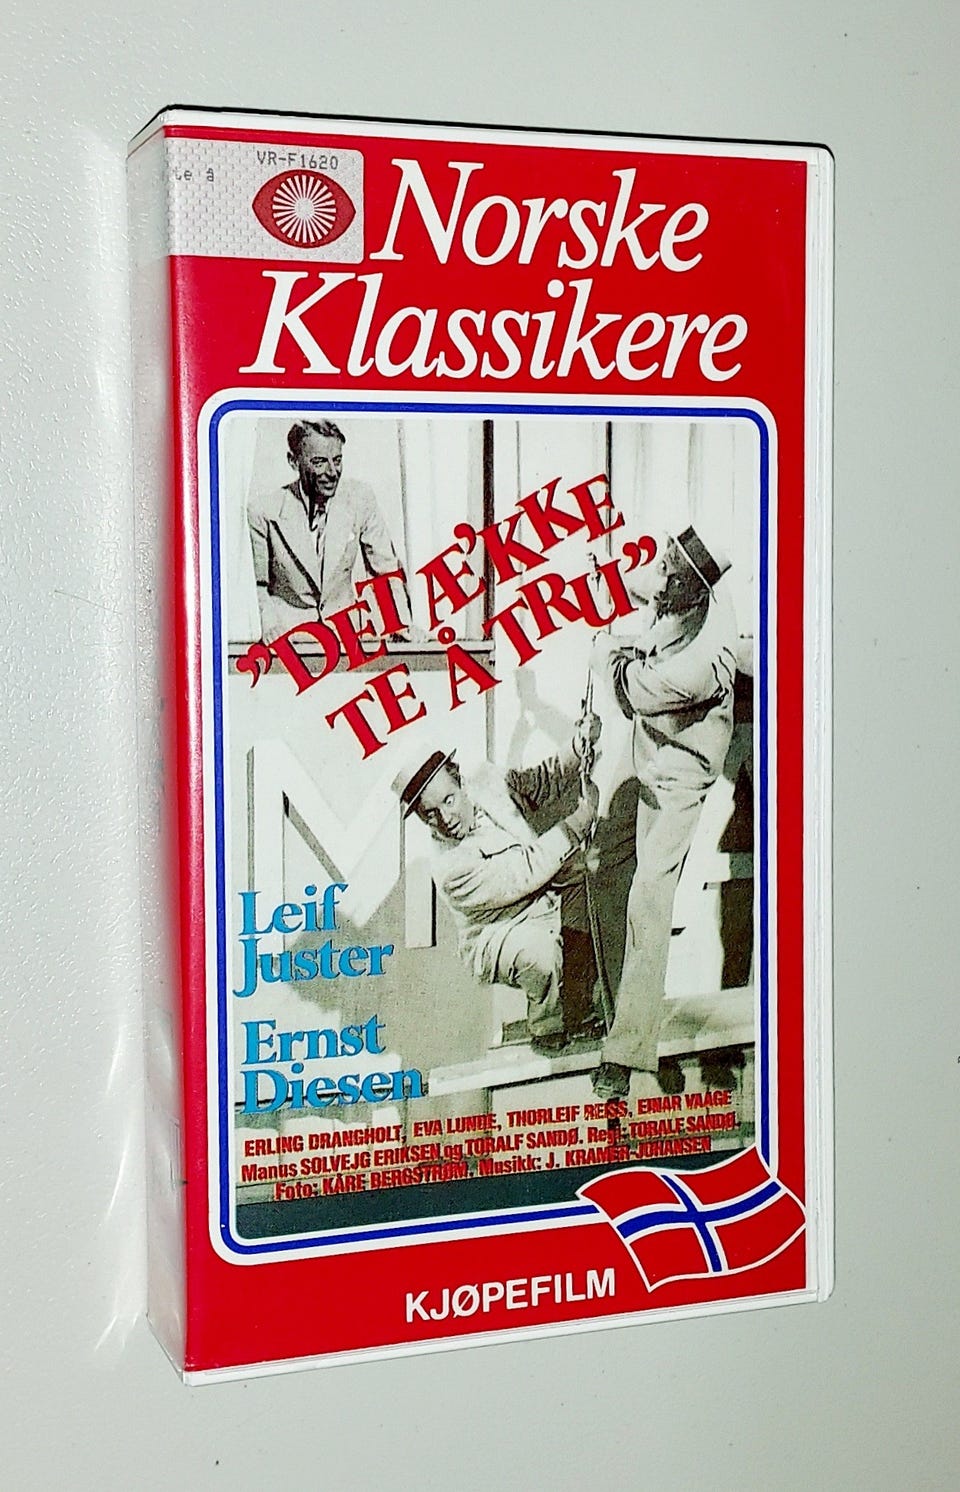 VR-F1620
te å
Norske
Klassikere
"DET Æ'KKE
TE Å TRU"
Leif
Juster
Ernst
Diesen
ERLING DRANGHOLT, EVA LUNDE, THORLEIF REISS, EINAR VAAGE
Manus SOLVEJG ERIKSEN og TORALF SANDØ. Regi: TORALF SANDØ.
Foto: KÅRE BERGSTRØM. Musikk: J. KRAMER-JOHANSEN
KJØPEFILM